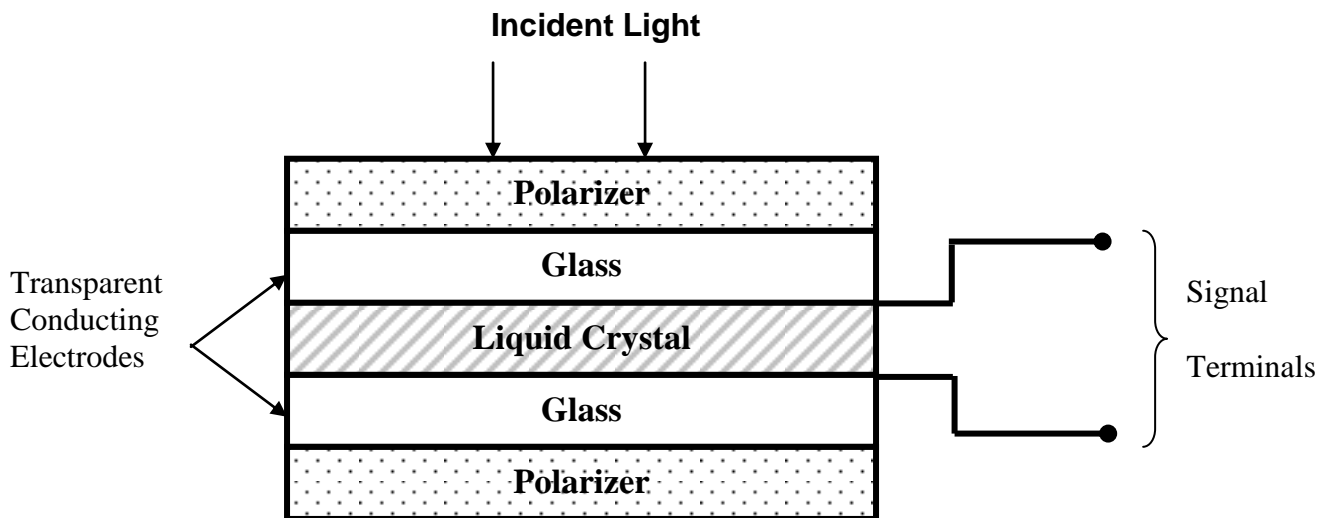 Incident Light
Polarizer
Glass
Transparent
Conducting
Electrodes
Signal
Liquid Crystal
Terminals
Glass
Polarizer